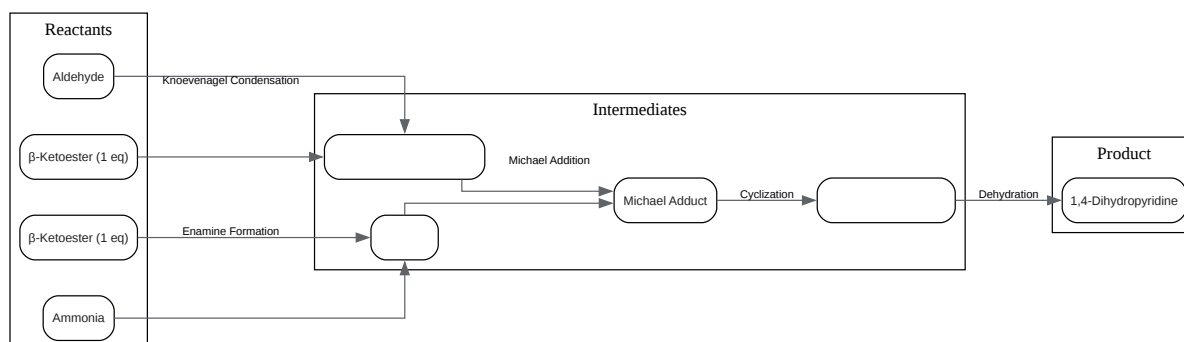 Reactants
Aldehyde
Knoevenagel Condensation
β-Ketoester (1 eq)
β-Ketoester (1 eq)
Enamine Formation
Ammonia
Intermediates
Michael Addition
Michael Adduct
Cyclization
Dehydration
Product
1,4-Dihydropyridine